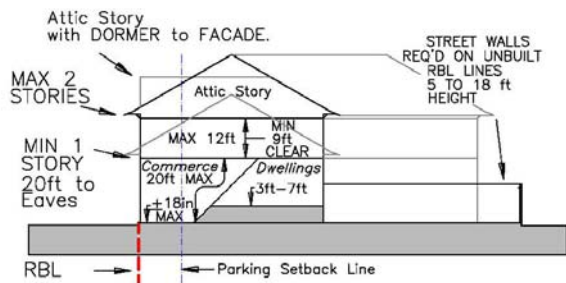 Attic Story
with DORMER to FACADE.
STREET WALLS
REQ'D ON UNBUILT
RBL LINES
5 TO 18 ft
HEIGHT
MAX 2
STORIES
Attic Story
MAX 12ft
MIN
9ft
CLEAR
MIN 1
STORY
20ft to
Eaves
Commerce
20ft MAX
Dwellings
3ft-7ft
+18in
MAX
RBL
Parking Setback Line